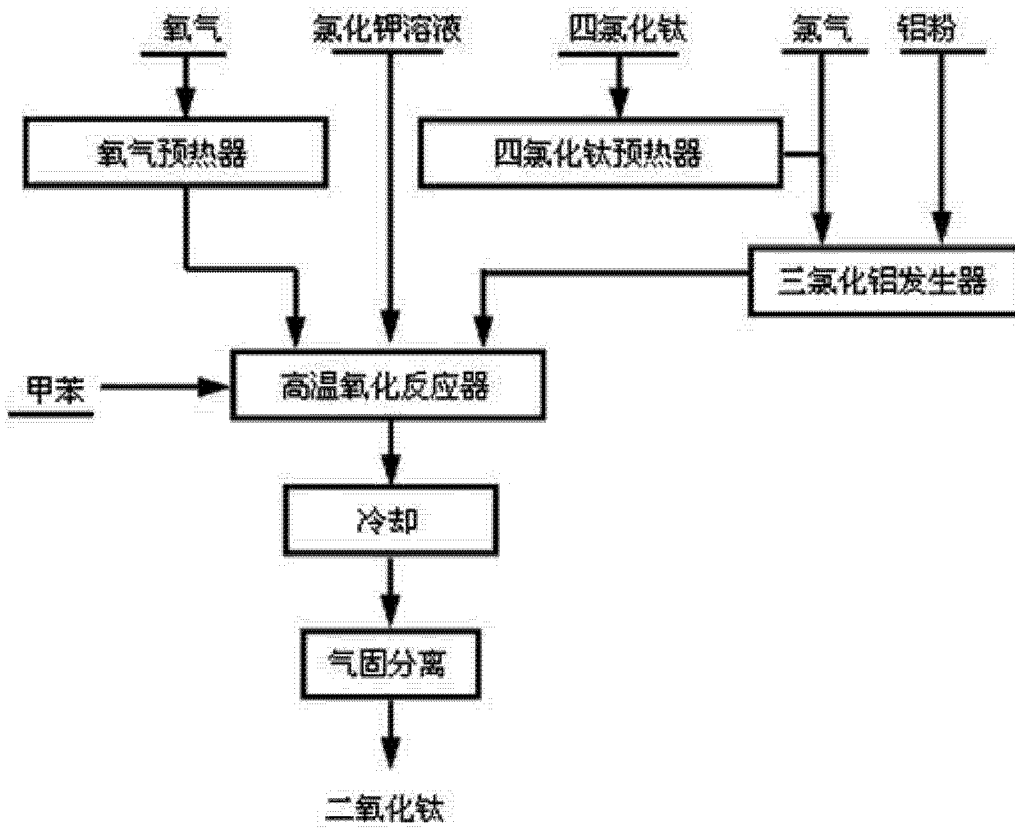 氧气 氯化钾溶液 四氯化钛 氯气 铝粉
氧气预热器 四氯化钛预热器
三氯化铝发生器
高温氧化反应器
甲苯
冷却
气固分离
二氧化钛